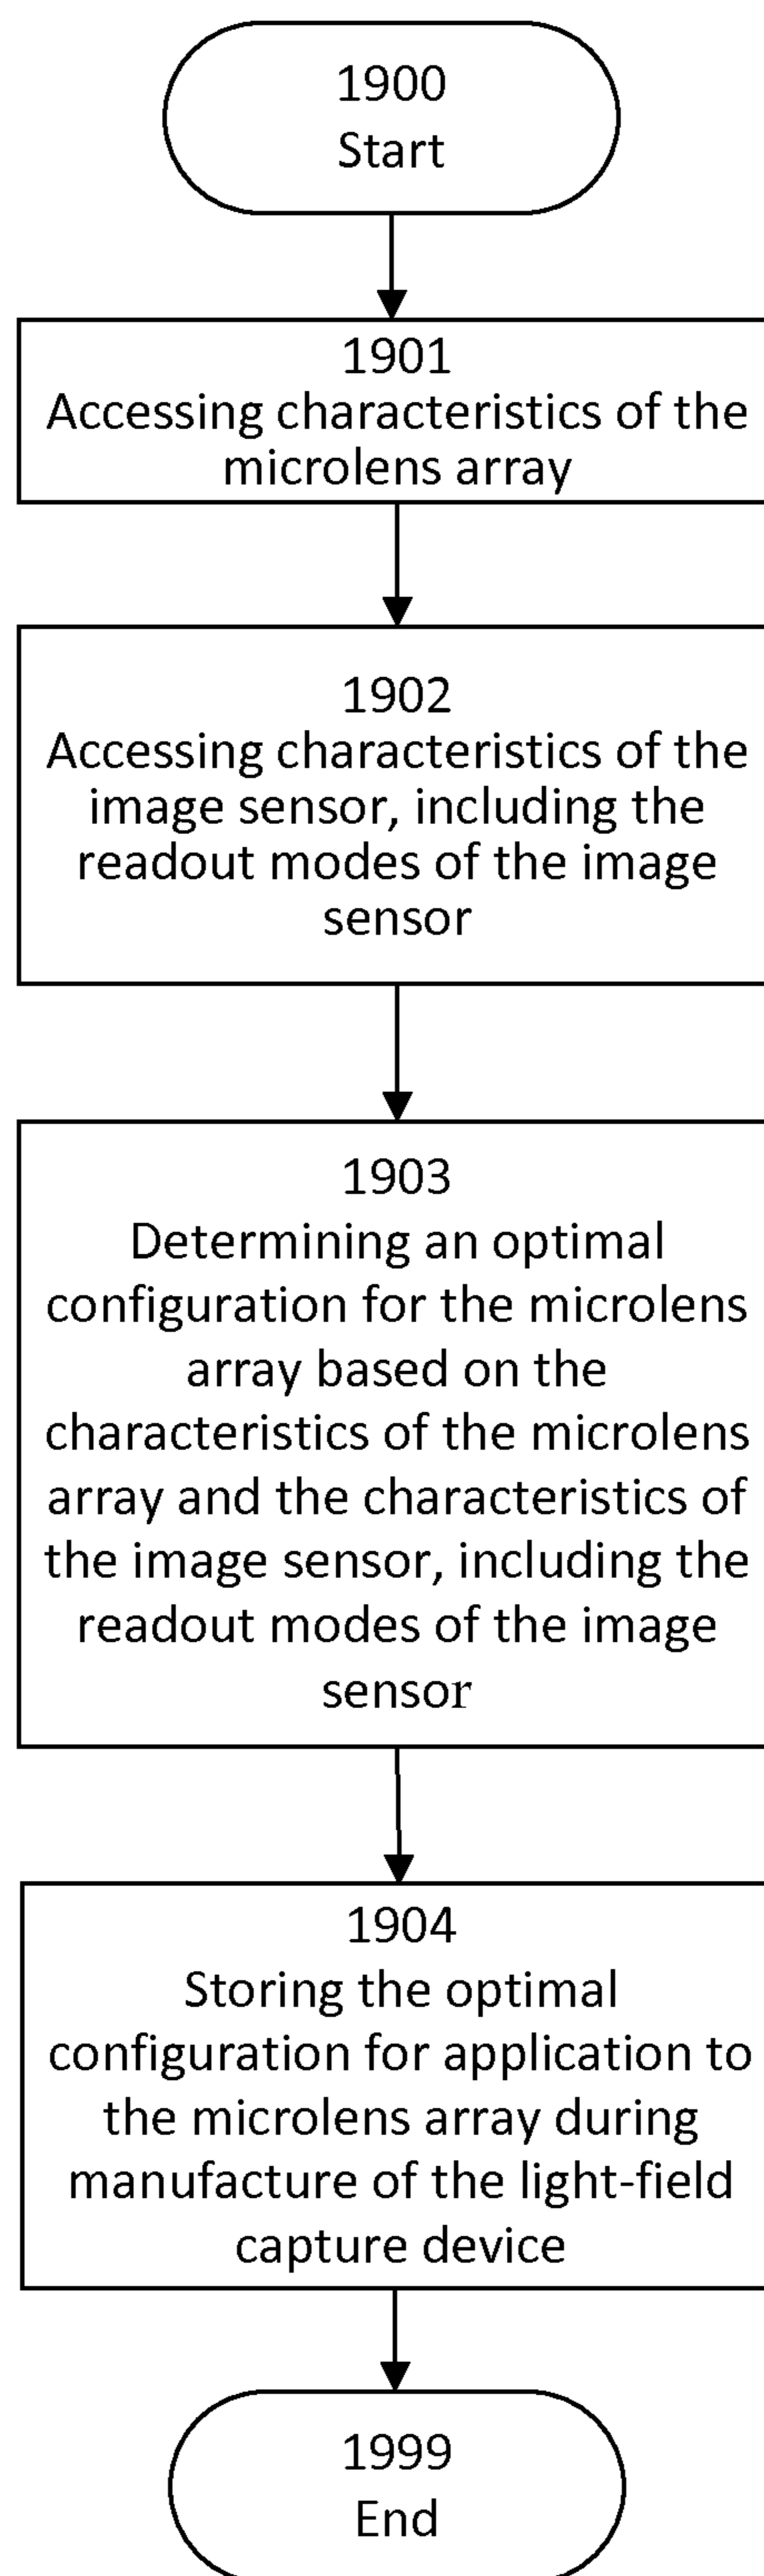 1900
Start
1901
Accessing characteristics of the
microlens array
1902
Accessing characteristics of the
image sensor, including the
readout modes of the image
sensor
1903
Determining an optimal
configuration for the microlens
array based on the
characteristics of the microlens
array and the characteristics of
the image sensor, including the
readout modes of the image
sensor
1904
Storing the optimal
configuration for application to
the microlens array during
manufacture of the light-field
capture device
1999
End